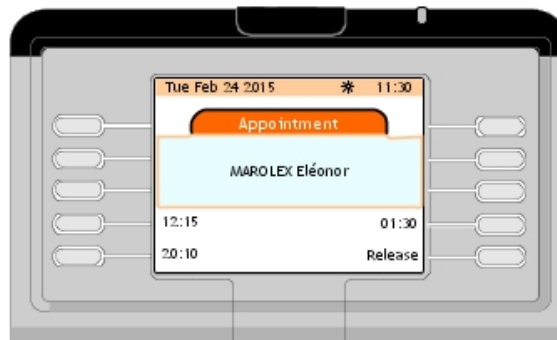 Tue Feb 24 2015 11:30
Appointment
MAROLEX Eléonor
12:15 01:30
20:10 Release